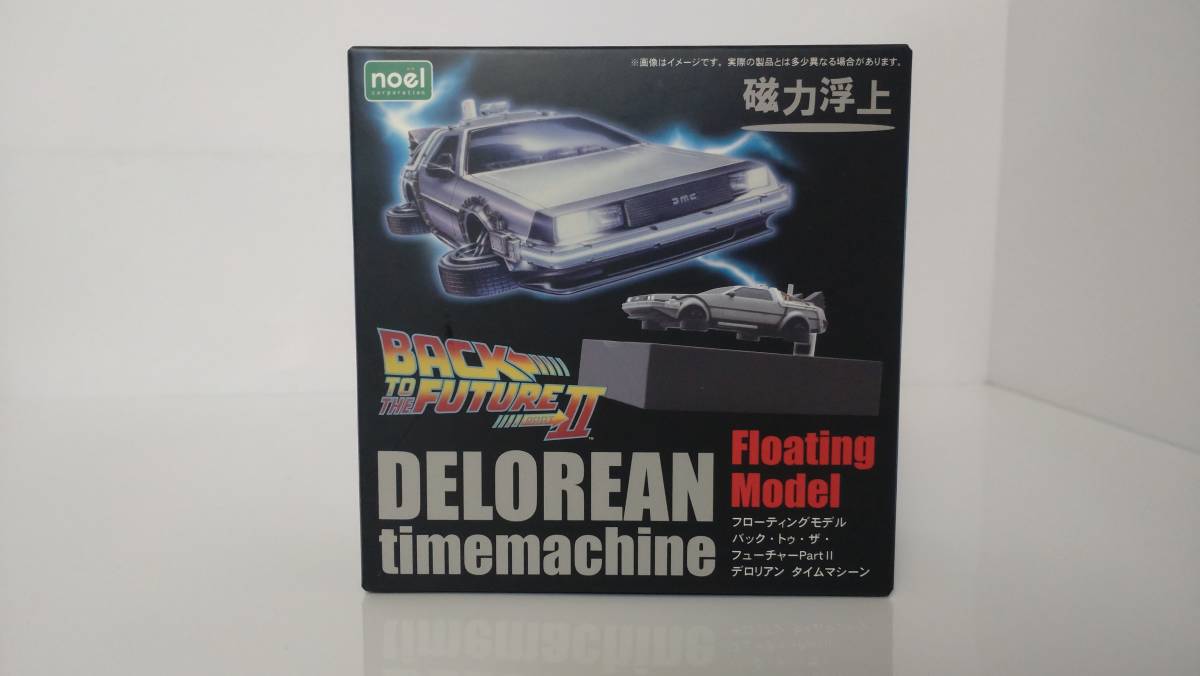 noël
corporation
※画像はイメージです。実際の製品とは多少異なる場合があります。
磁力浮上
DMC
BACK
TO THE FUTURE
PART II
™
DELOREAN
timemachine
Floating
Model
フローティングモデル
バック・トゥ・ザ・
フューチャーPartII
デロリアン タイムマシーン